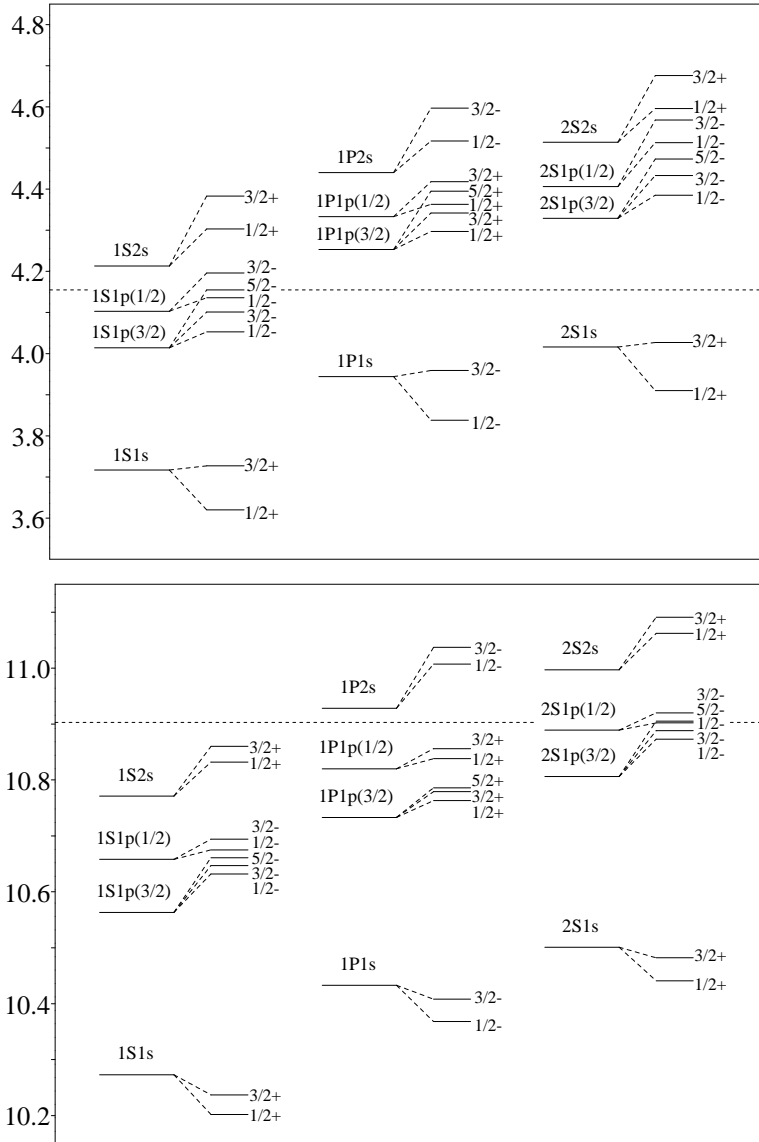 4.8
4.6
4.4
4.2
4.0
3.8
3.6
1S2s
3/2+
1/2+
1S1p(1/2)
3/2-
5/2-
1/2-
1S1p(3/2)
3/2-
1/2-
1S1s
3/2+
1/2+
1P2s
3/2-
1/2-
1P1p(1/2)
3/2+
5/2+
1/2+
1P1p(3/2)
3/2+
1/2+
1P1s
3/2-
1/2-
2S2s
3/2+
1/2+
3/2-
2S1p(1/2)
1/2-
5/2-
2S1p(3/2)
3/2-
1/2-
2S1s
3/2+
1/2+
11.0
10.8
10.6
10.4
10.2
1S2s
3/2+
1/2+
1S1p(1/2)
3/2-
1/2-
5/2-
1S1p(3/2)
3/2-
1/2-
1S1s
3/2+
1/2+
1P2s
3/2-
1/2-
1P1p(1/2)
3/2+
1/2+
1P1p(3/2)
5/2+
3/2+
1/2+
1P1s
3/2-
1/2-
2S2s
3/2+
1/2+
2S1p(1/2)
3/2-
5/2-
1/2-
2S1p(3/2)
3/2-
1/2-
2S1s
3/2+
1/2+